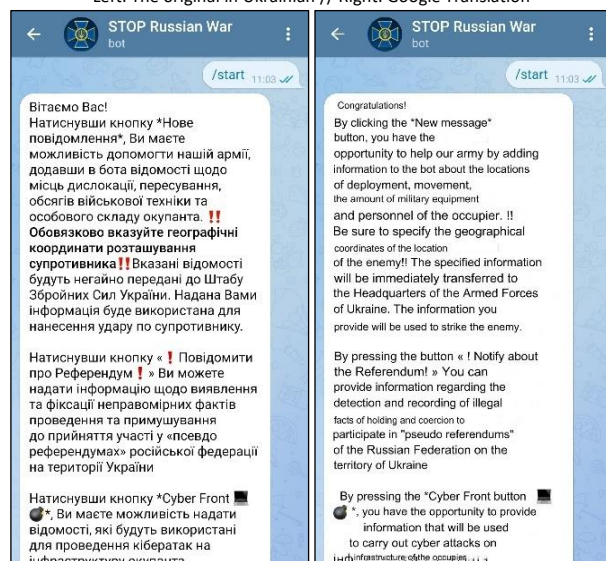 Left: The original in Ukrainian // Right: Google Translation
STOP Russian War
bot
/start 11:03
Вітаємо Вас!
Натиснувши кнопку *Нове
повідомлення*, Ви маєте
можливість допомогти нашій армії,
додавши в бота відомості щодо
місць дислокації, пересування,
обсягів військової техніки та
особового складу окупанта. ‼️
Обовязково вказуйте географічні
координати розташування
супротивника‼️Вказані відомості
будуть негайно передані до Штабу
Збройних Сил України. Надана Вами
інформація буде використана для
нанесення удару по супротивнику.
Натиснувши кнопку «❗ Повідомити
про Референдум❗» Ви можете
надати інформацію щодо виявлення
та фіксації неправомірних фактів
проведення та примушування
до прийняття участі у «псевдо
референдумах» російської федерації
на території України
Натиснувши кнопку *Cyber Front 💻
💣*, Ви маєте можливість надати
відомості, які будуть використані
для проведення кібератак на
інфраструктуру окупанта
STOP Russian War
bot
/start 11:03
Congratulations!
By clicking the *New message*
button, you have the
opportunity to help our army by adding
information to the bot about the locations
of deployment, movement,
the amount of military equipment
and personnel of the occupier. !!
Be sure to specify the geographical
coordinates of the location
of the enemy!! The specified information
will be immediately transferred to
the Headquarters of the Armed Forces
of Ukraine. The information you
provide will be used to strike the enemy.
By pressing the button « ! Notify about
the Referendum! » You can
provide information regarding the
detection and recording of illegal
facts of holding and coercion to
participate in "pseudo referendums"
of the Russian Federation on the
territory of Ukraine
By pressing the "Cyber Front button 💻
💣 *, you have the opportunity to provide
information that will be used
to carry out cyber attacks on
infrastructure of the occupier